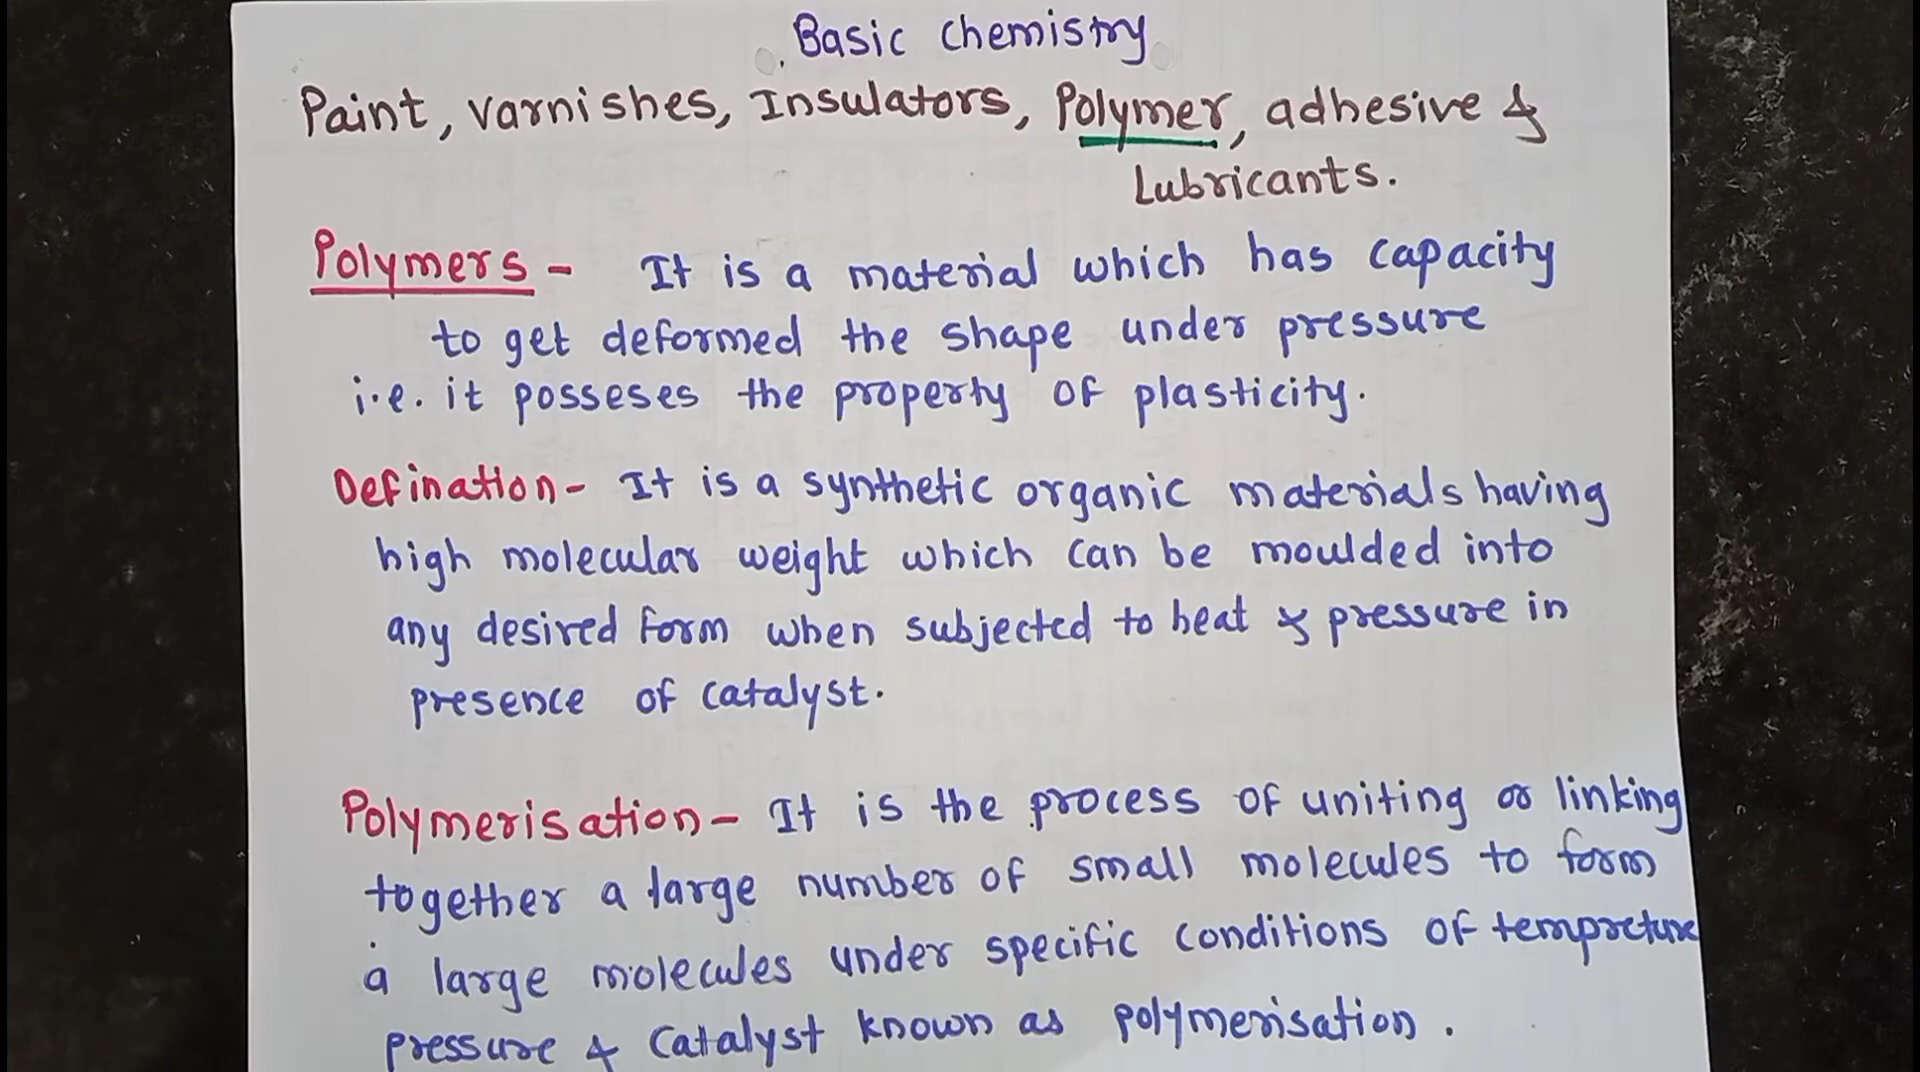 Basic Chemistry
Paint, varnishes, Insulators, Polymer, adhesive &
Lubricants.
Polymers - It is a material which has capacity
to get deformed the shape under pressure
i.e. it posseses the property of plasticity.
Defination - It is a synthetic organic materials having
high molecular weight which can be moulded into
any desired form when subjected to heat & pressure in
presence of catalyst.
Polymerisation - It is the process of uniting or linking
together a large number of small molecules to form
a large molecules under specific conditions of tempreture
pressure & Catalyst known as polymerisation.